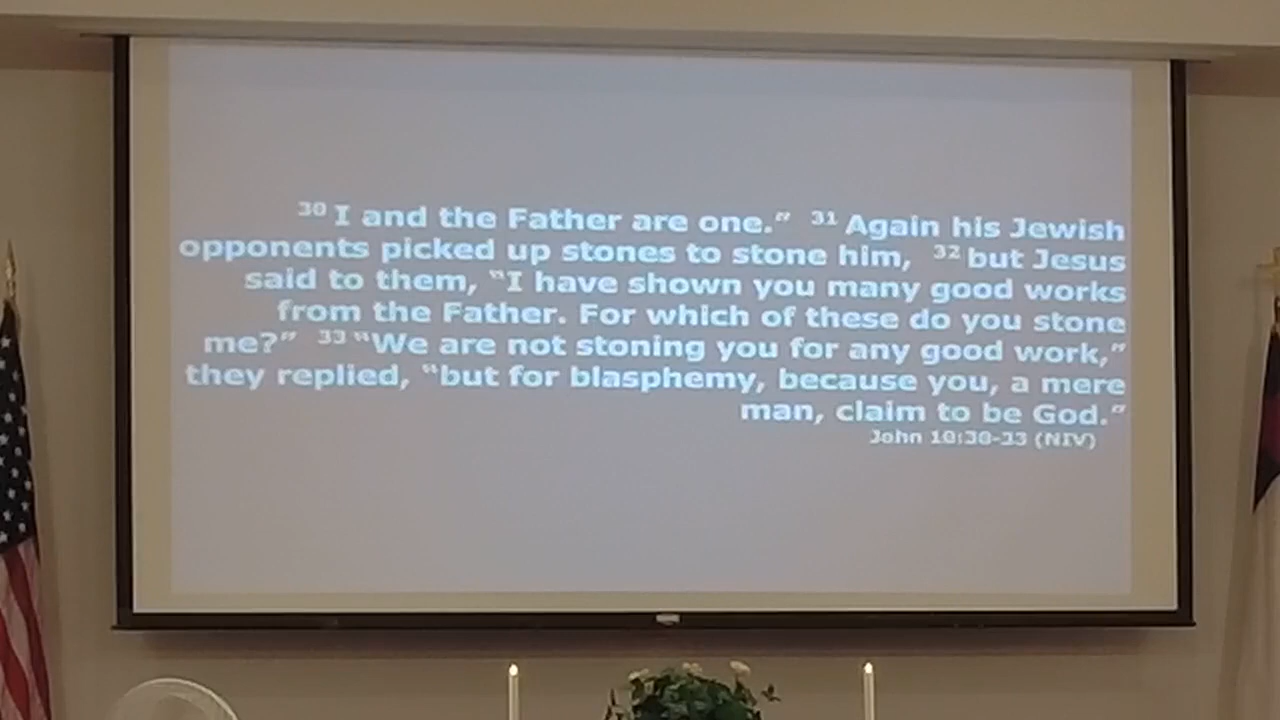 30 I and the Father are one.” 31 Again his Jewish
opponents picked up stones to stone him, 32 but Jesus
said to them, “I have shown you many good works
from the Father. For which of these do you stone
me?” 33 “We are not stoning you for any good work,”
they replied, “but for blasphemy, because you, a mere
man, claim to be God.”
John 10:30-33 (NIV)